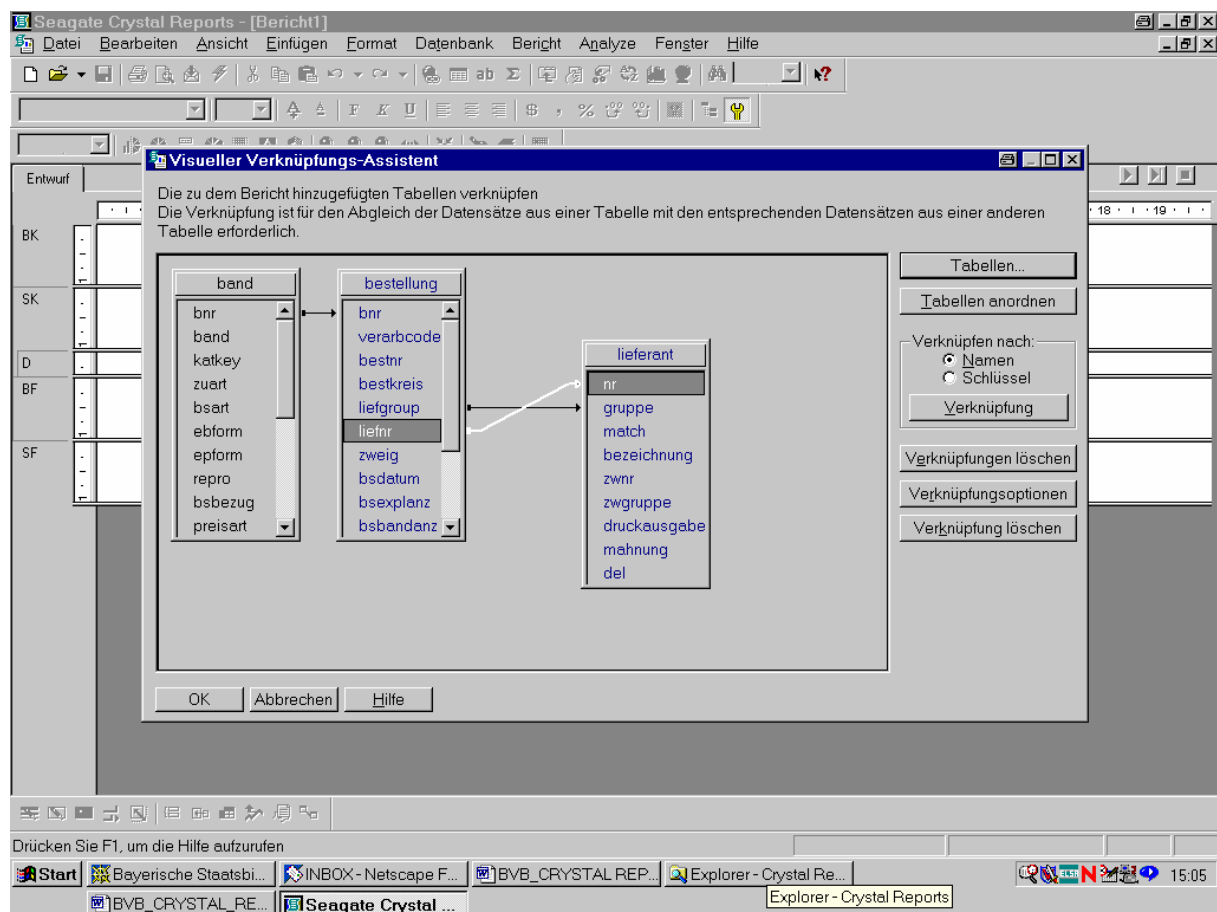 Seagate Crystal Reports - [Bericht1]
Datei Bearbeiten Ansicht Einfügen Format Datenbank Bericht Analyze Fenster Hilfe
ab Σ
F K U $ , %
Visueller Verknüpfungs-Assistent
Entwurf
Die zu dem Bericht hinzugefügten Tabellen verknüpfen
Die Verknüpfung ist für den Abgleich der Datensätze aus einer Tabelle mit den entsprechenden Datensätzen aus einer anderen
Tabelle erforderlich.
18 19
BK
SK
D
BF
SF
band
bnr
band
katkey
zuart
bsart
ebform
epform
repro
bsbezug
preisart
bestellung
bnr
verarbcode
bestnr
bestkreis
liefgroup
liefnr
zweig
bsdatum
bsexplanz
bsbandanz
lieferant
nr
gruppe
match
bezeichnung
zwnr
zwgruppe
druckausgabe
mahnung
del
Tabellen...
Tabellen anordnen
Verknüpfen nach:
Namen
Schlüssel
Verknüpfung
Verknüpfungen löschen
Verknüpfungsoptionen
Verknüpfung löschen
OK Abbrechen Hilfe
Drücken Sie F1, um die Hilfe aufzurufen
Start Bayerische Staatsbi... INBOX - Netscape F... BVB_CRYSTAL REP... Explorer - Crystal Re... N 15:05
BVB_CRYSTAL_RE... Seagate Crystal ... Explorer - Crystal Reports